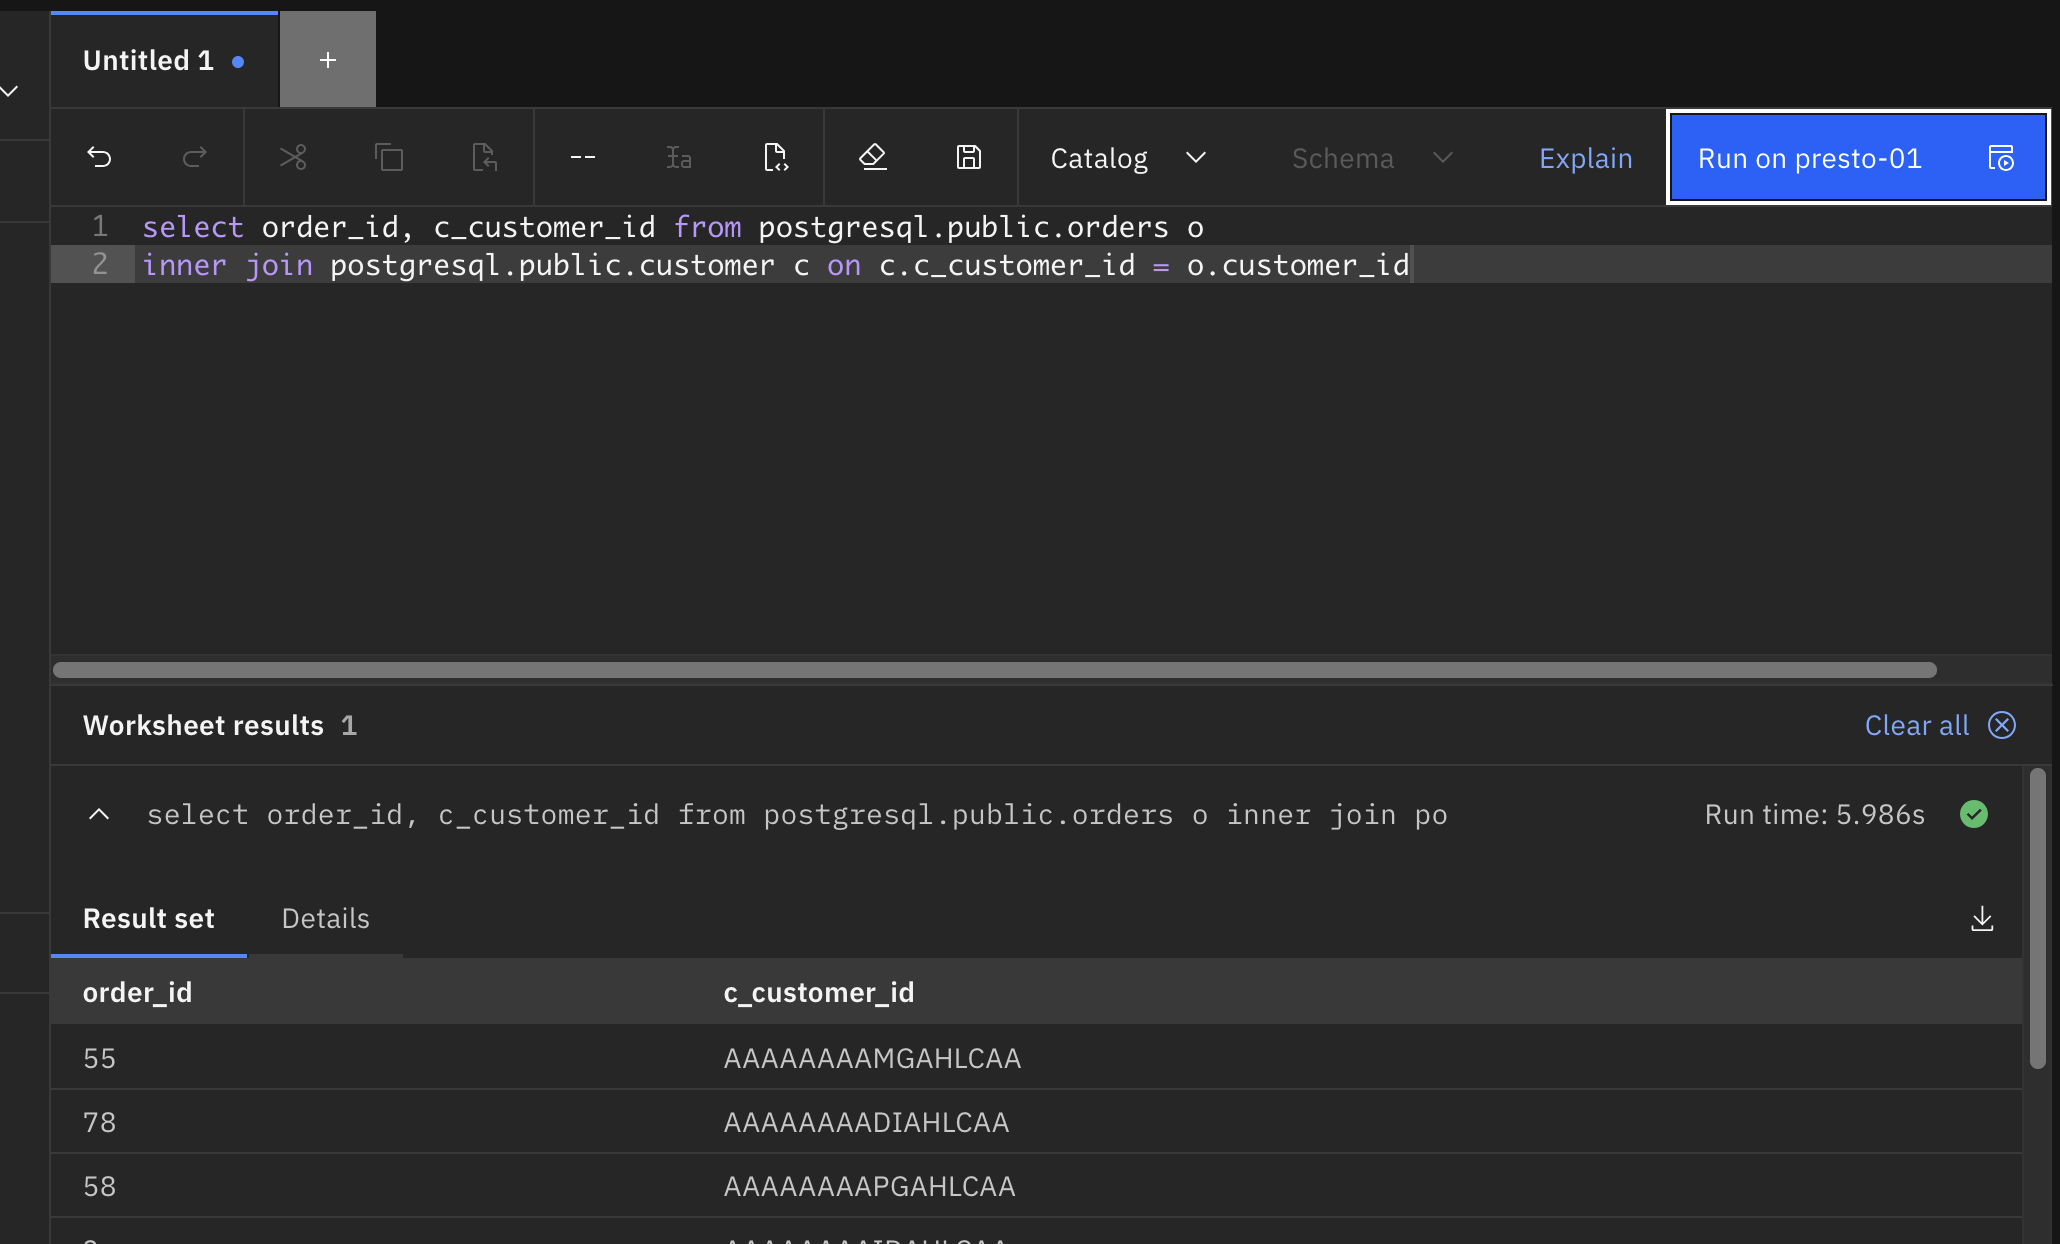 Untitled 1
+
Catalog Schema Explain Run on presto-01
1 select order_id, c_customer_id from postgresql.public.orders o
2 inner join postgresql.public.customer c on c.c_customer_id = o.customer_id
Worksheet results 1 Clear all
select order_id, c_customer_id from postgresql.public.orders o inner join po Run time: 5.986s
Result set Details
order_id c_customer_id
55 AAAAAAAAMGAHLCAA
78 AAAAAAAADIAHLCAA
58 AAAAAAAAPGAHLCAA